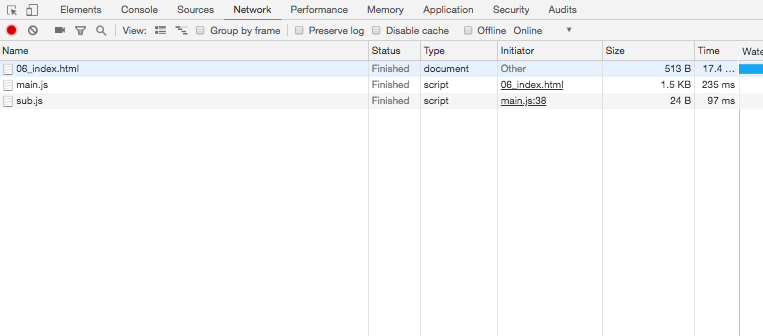 Elements Console Sources Network Performance Memory Application Security Audits
View: Group by frame Preserve log Disable cache Offline Online
Name Status Type Initiator Size Time Wate
06_index.html Finished document Other 513 B 17.4 ...
main.js Finished script 06_index.html 1.5 KB 235 ms
sub.js Finished script main.js:38 24 B 97 ms